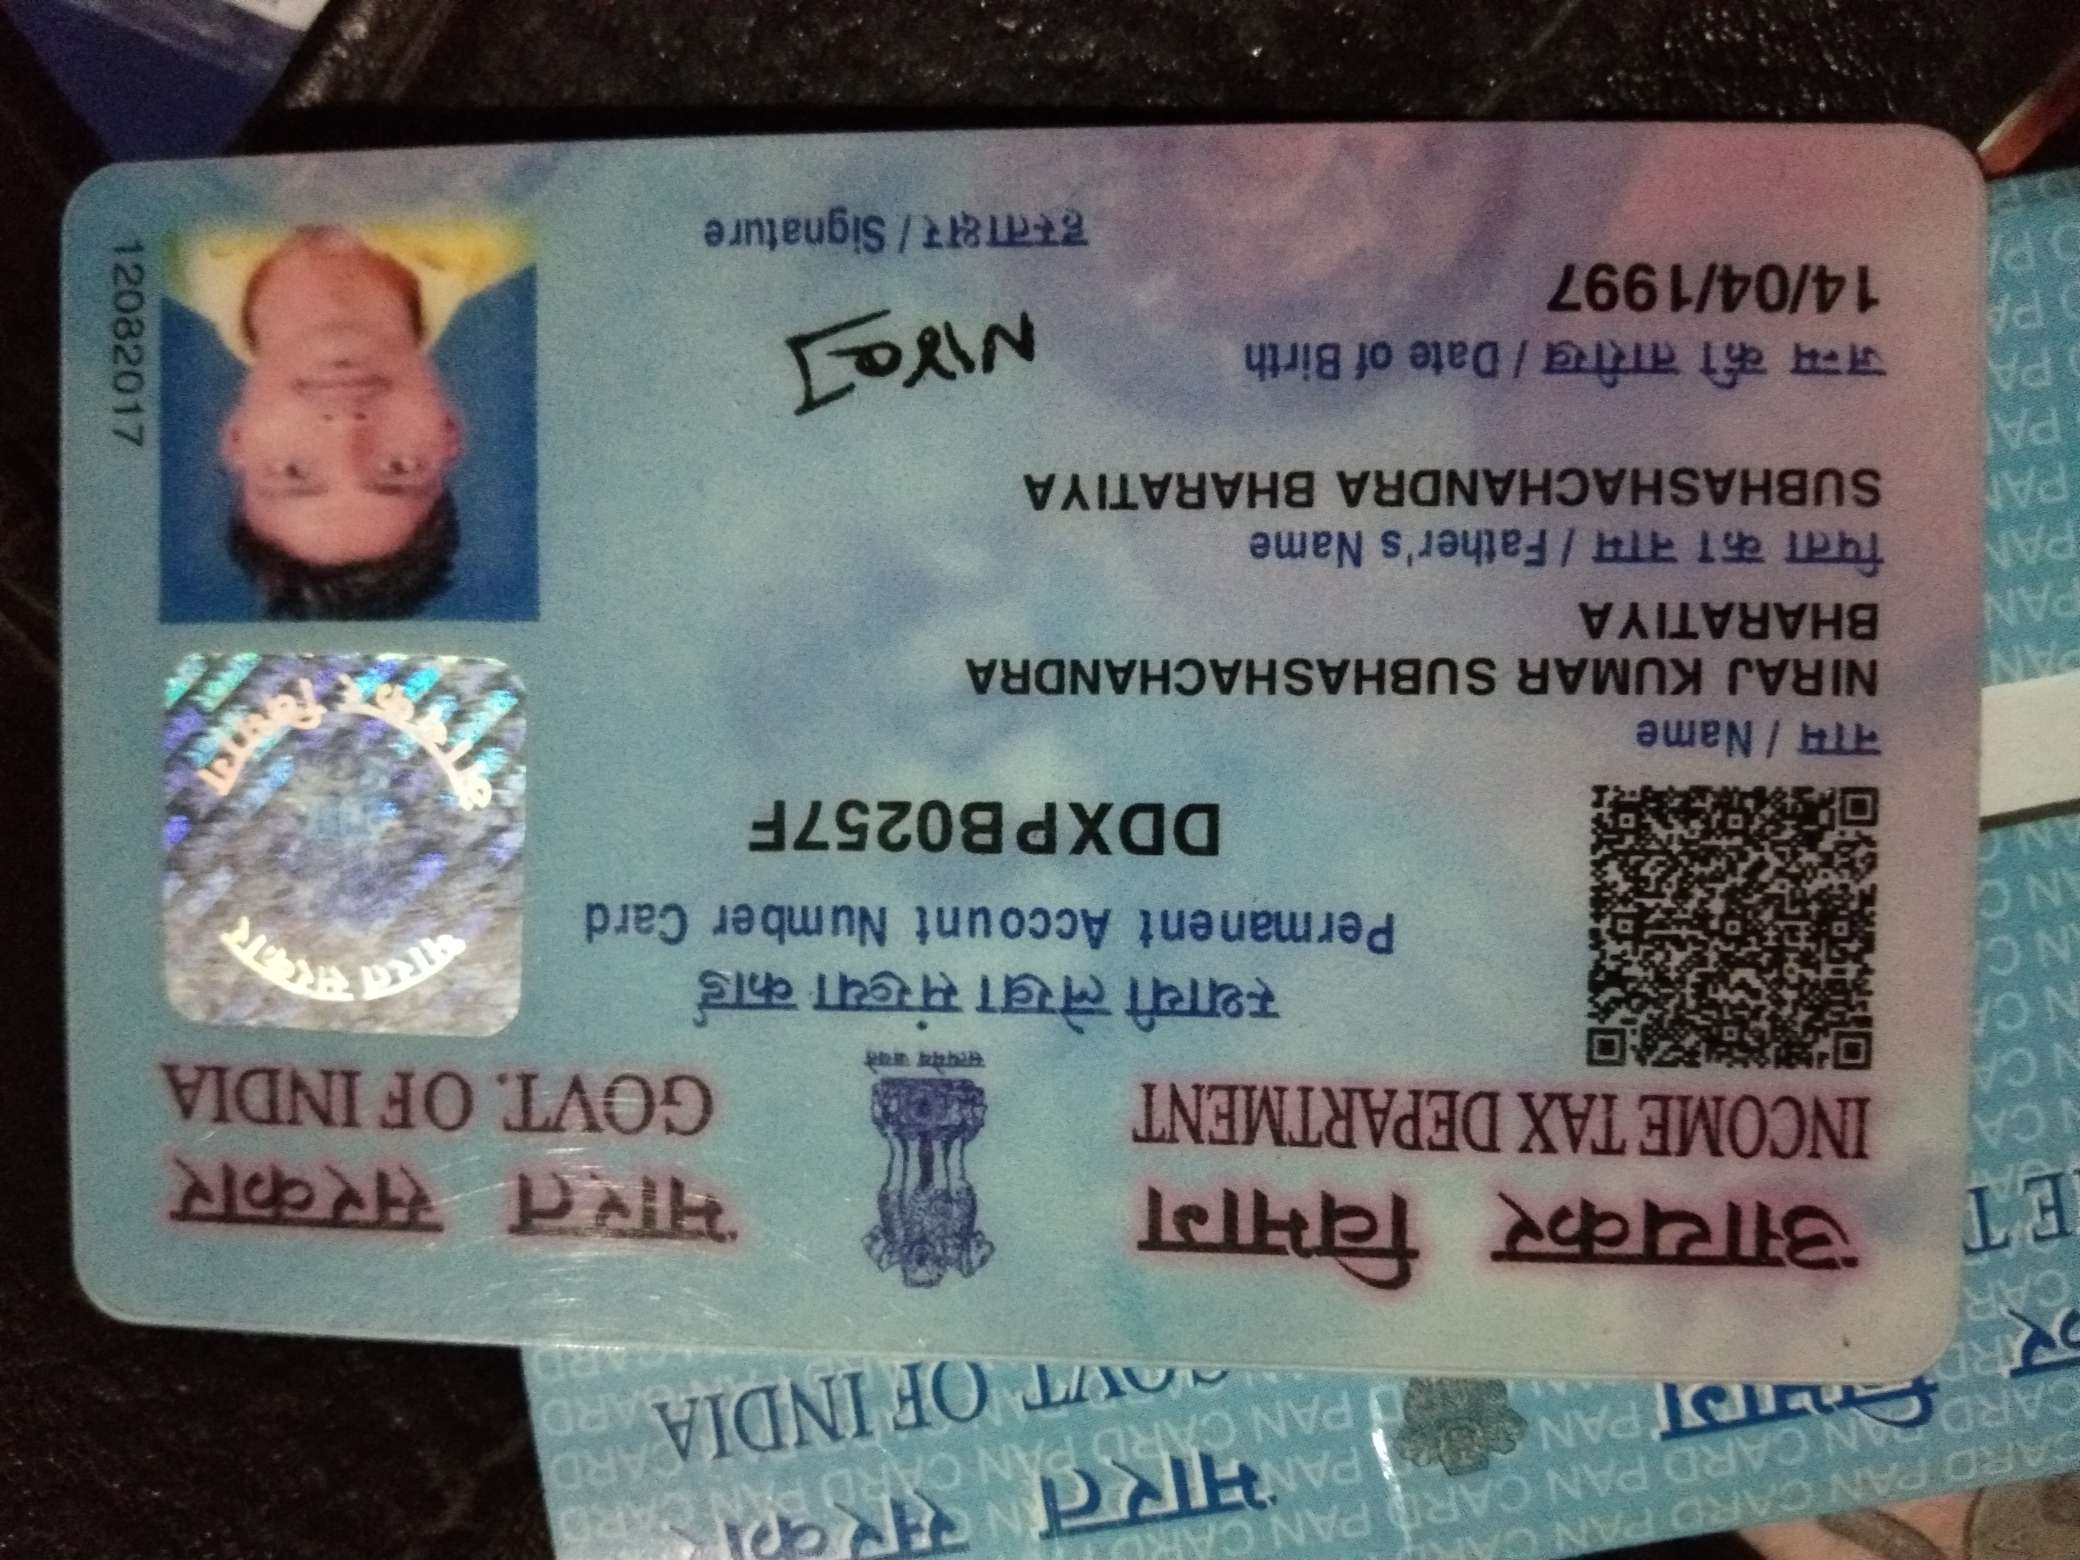 आयकर विभाग
INCOME TAX DEPARTMENT
सत्यमेव जयते
भारत सरकार
GOVT. OF INDIA
स्थायी लेखा संख्या कार्ड
Permanent Account Number Card
DDXPB0257F
भारत सरकार
आयकर विभाग
नाम / Name
NIRAJ KUMAR SUBHASHACHANDRA
BHARATIYA
पिता का नाम / Father's Name
SUBHASHACHANDRA BHARATIYA
जन्म की तारीख / Date of Birth
14/04/1997
हस्ताक्षर / Signature
12082017
विभाग
भारत
GOVT. OF INDIA
PAN CARD PAN CARD PAN CARD